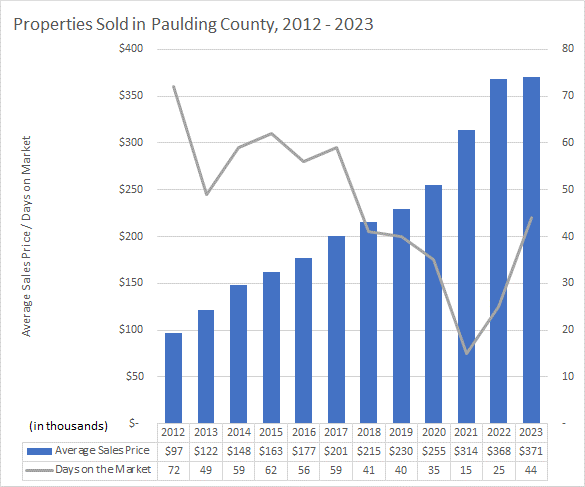 Properties Sold in Paulding County, 2012 - 2023
$400 80
$350 70
$300 60
$250 50
$200 40
$150 30
$100 20
$50 10
$- -
Average Sales Price / Days on Market
(in thousands)
2012 2013 2014 2015 2016 2017 2018 2019 2020 2021 2022 2023
Average Sales Price $97 $122 $148 $163 $177 $201 $215 $230 $255 $314 $368 $371
Days on the Market 72 49 59 62 56 59 41 40 35 15 25 44